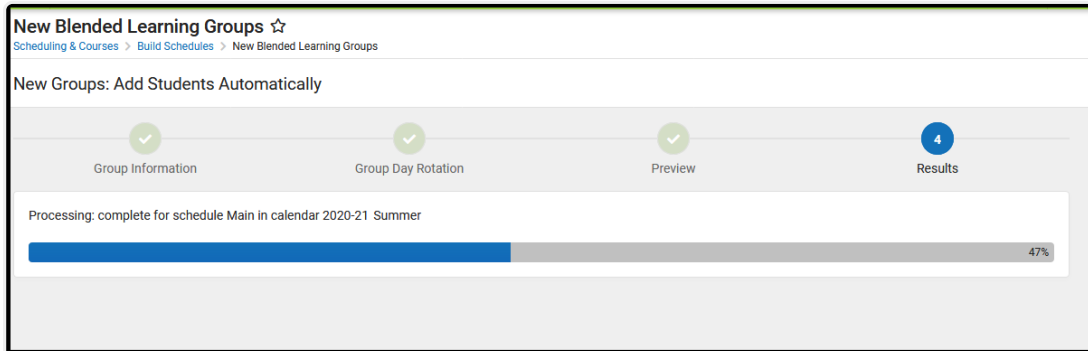 New Blended Learning Groups ☆
Scheduling & Courses > Build Schedules > New Blended Learning Groups
New Groups: Add Students Automatically
4
Group Information Group Day Rotation Preview Results
Processing: complete for schedule Main in calendar 2020-21 Summer
47%